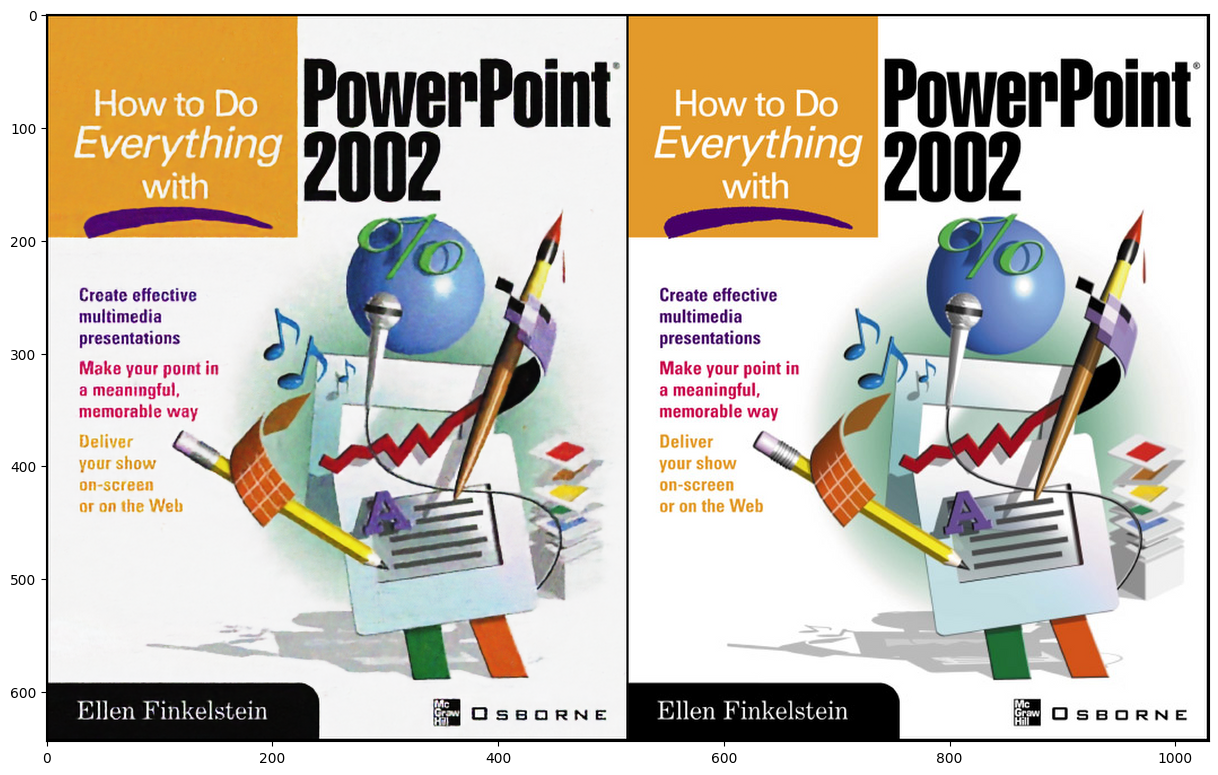 0
100
200
300
400
500
600
How to Do
Everything
with
PowerPoint®
2002
Create effective
multimedia
presentations
Make your point in
a meaningful,
memorable way
Deliver
your show
on-screen
or on the Web
%
A
Ellen Finkelstein
Mc
Graw
Hill
OSBORNE
How to Do
Everything
with
PowerPoint®
2002
Create effective
multimedia
presentations
Make your point in
a meaningful,
memorable way
Deliver
your show
on-screen
or on the Web
%
A
Ellen Finkelstein
Mc
Graw
Hill
OSBORNE
0 200 400 600 800 1000